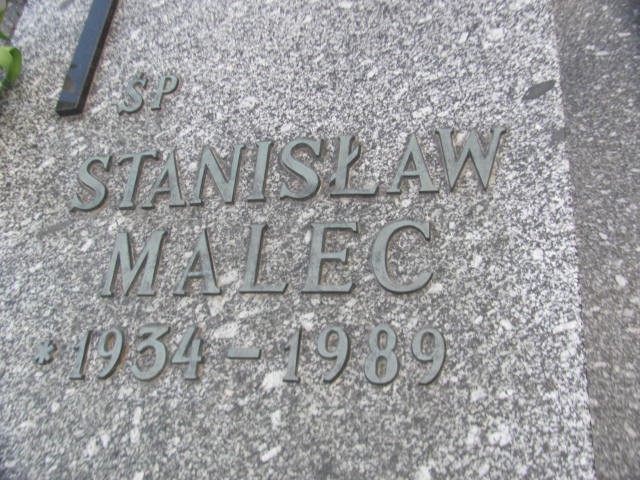 ŚP
STANISŁAW
MALEC
*1934-1989